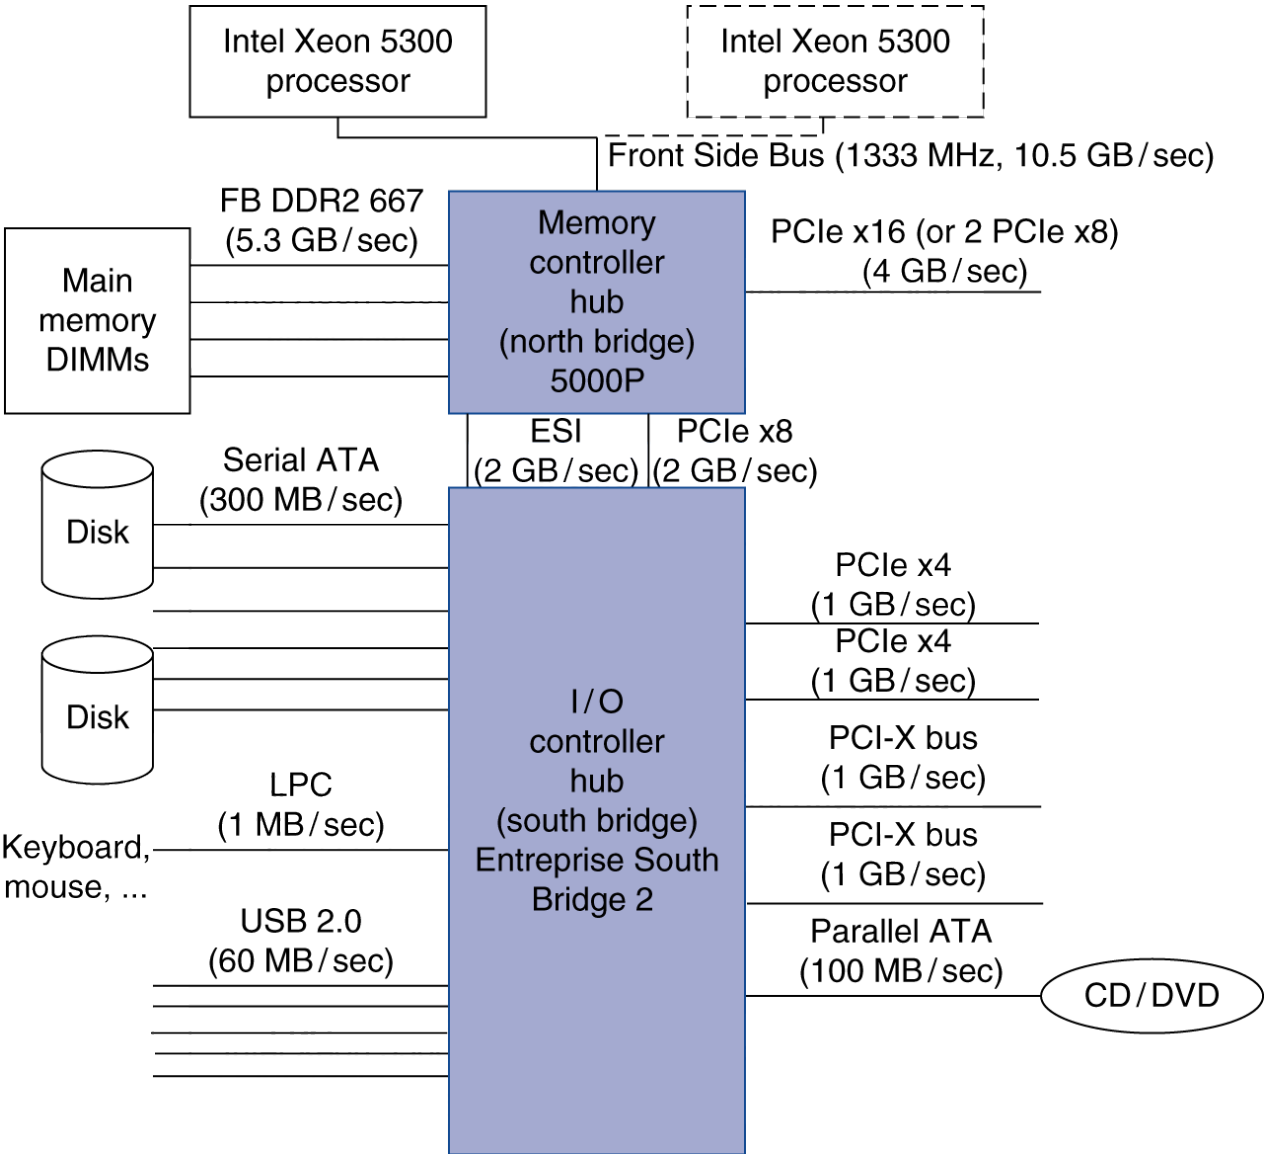 Intel Xeon 5300
processor
Intel Xeon 5300
processor
Front Side Bus (1333 MHz, 10.5 GB/sec)
FB DDR2 667
(5.3 GB/sec)
Main
memory
DIMMs
Memory
controller
hub
(north bridge)
5000P
PCIe x16 (or 2 PCIe x8)
(4 GB/sec)
ESI
(2 GB/sec)
PCIe x8
(2 GB/sec)
Serial ATA
(300 MB/sec)
Disk
Disk
LPC
(1 MB/sec)
Keyboard,
mouse, ...
USB 2.0
(60 MB/sec)
I/O
controller
hub
(south bridge)
Entreprise South
Bridge 2
PCIe x4
(1 GB/sec)
PCIe x4
(1 GB/sec)
PCI-X bus
(1 GB/sec)
PCI-X bus
(1 GB/sec)
Parallel ATA
(100 MB/sec)
CD/DVD